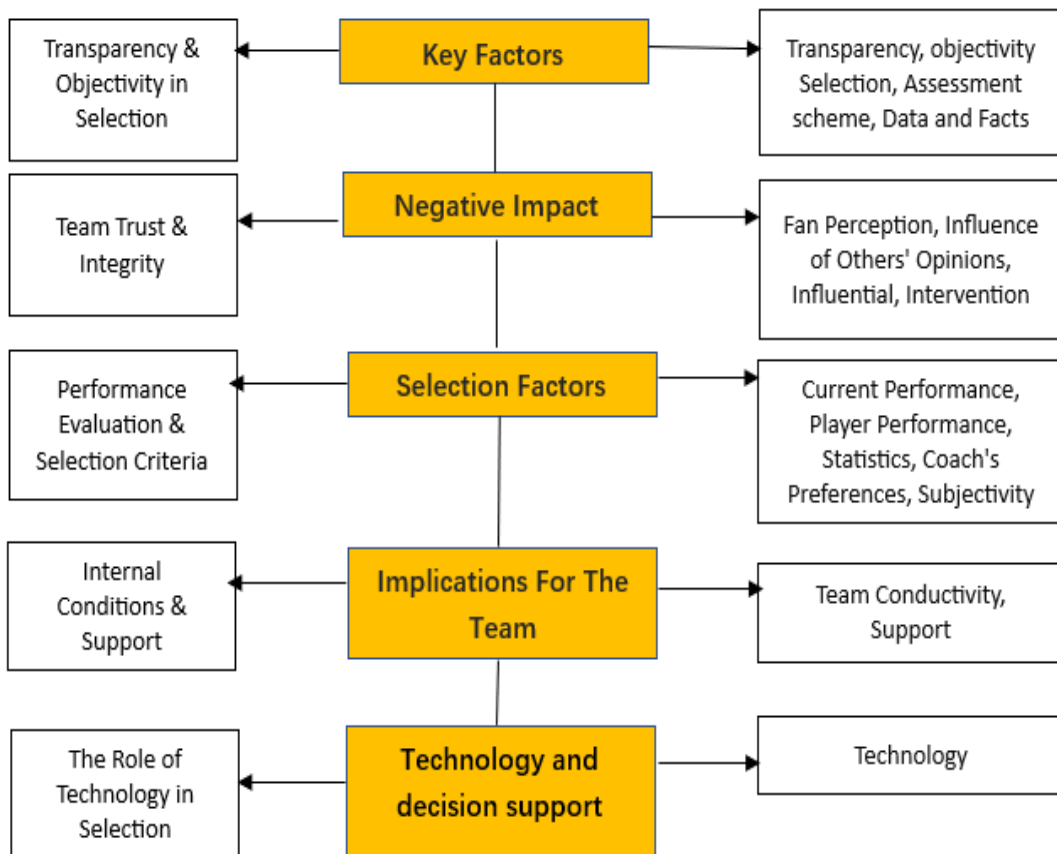 Transparency &
Objectivity in
Selection
Key Factors
Transparency, objectivity
Selection, Assessment
scheme, Data and Facts
Team Trust &
Integrity
Negative Impact
Fan Perception, Influence
of Others' Opinions,
Influential, Intervention
Performance
Evaluation &
Selection Criteria
Selection Factors
Current Performance,
Player Performance,
Statistics, Coach's
Preferences, Subjectivity
Internal
Conditions &
Support
Implications For The
Team
Team Conductivity,
Support
The Role of
Technology in
Selection
Technology and
decision support
Technology